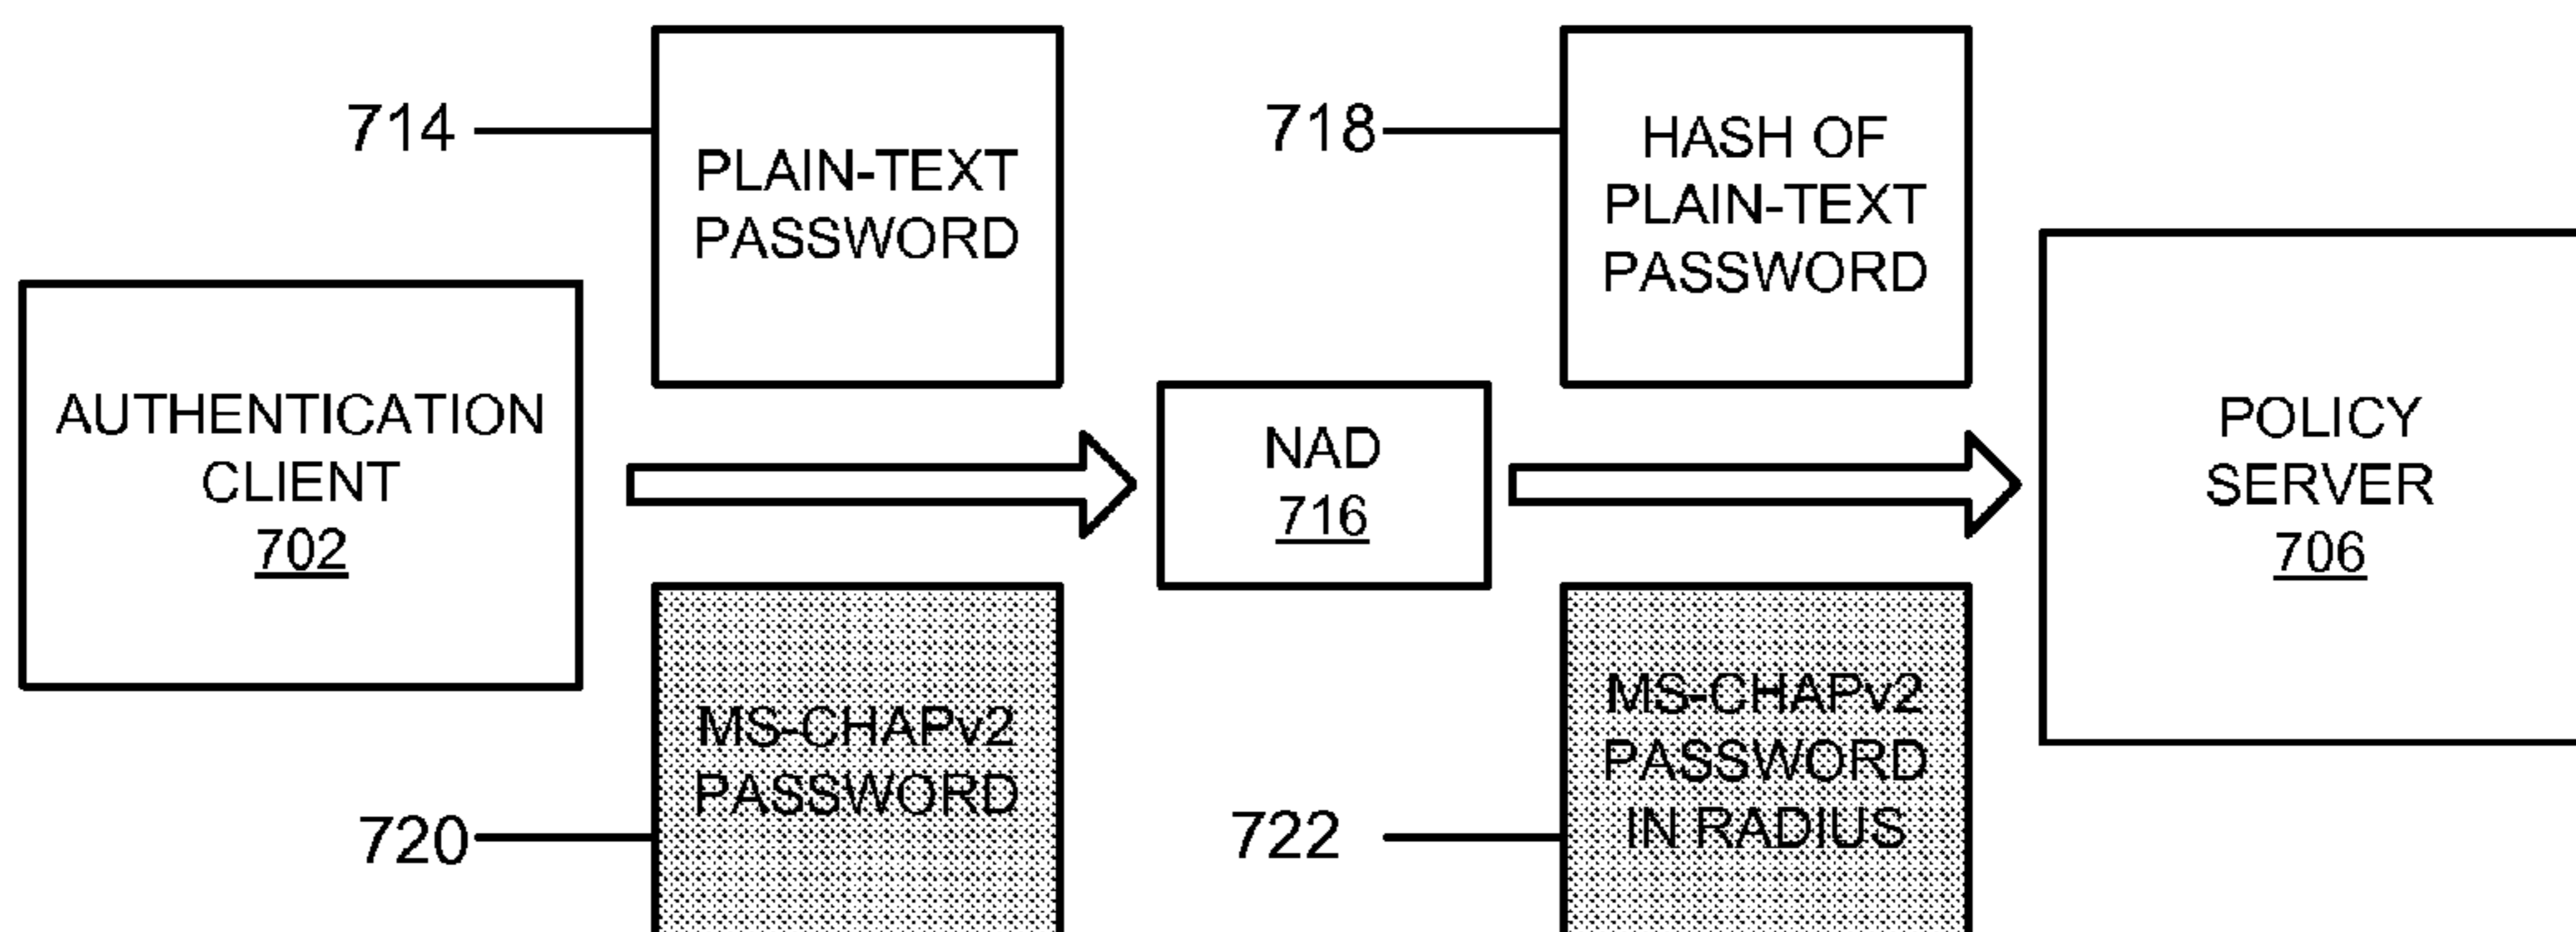 714
PLAIN-TEXT
PASSWORD
718
HASH OF
PLAIN-TEXT
PASSWORD
AUTHENTICATION
CLIENT
702
NAD
716
POLICY
SERVER
706
720
MS-CHAPv2
PASSWORD
722
MS-CHAPv2
PASSWORD
IN RADIUS